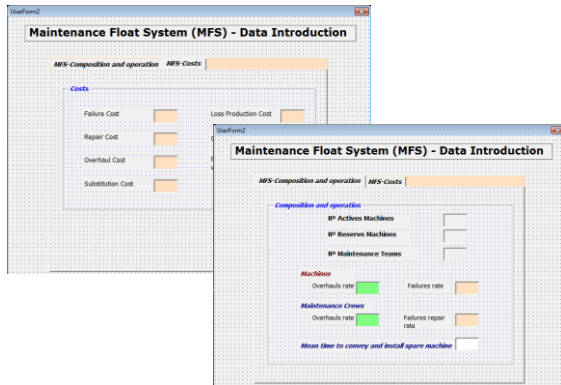 UserForm2
Maintenance Float System (MFS) - Data Introduction
MFS-Composition and operation MFS-Costs
Costs
Failure Cost Loss Production Cost
Repair Cost
Overhaul Cost
Substitution Cost
UserForm2
Maintenance Float System (MFS) - Data Introduction
MFS-Composition and operation MFS-Costs
Composition and operation
Nº Actives Machines
Nº Reserve Machines
Nº Maintenance Teams
Machines
Overhauls rate Failures rate
Maintenance Crews
Overhauls rate Failures repair
rate
Mean time to convey and install spare machine